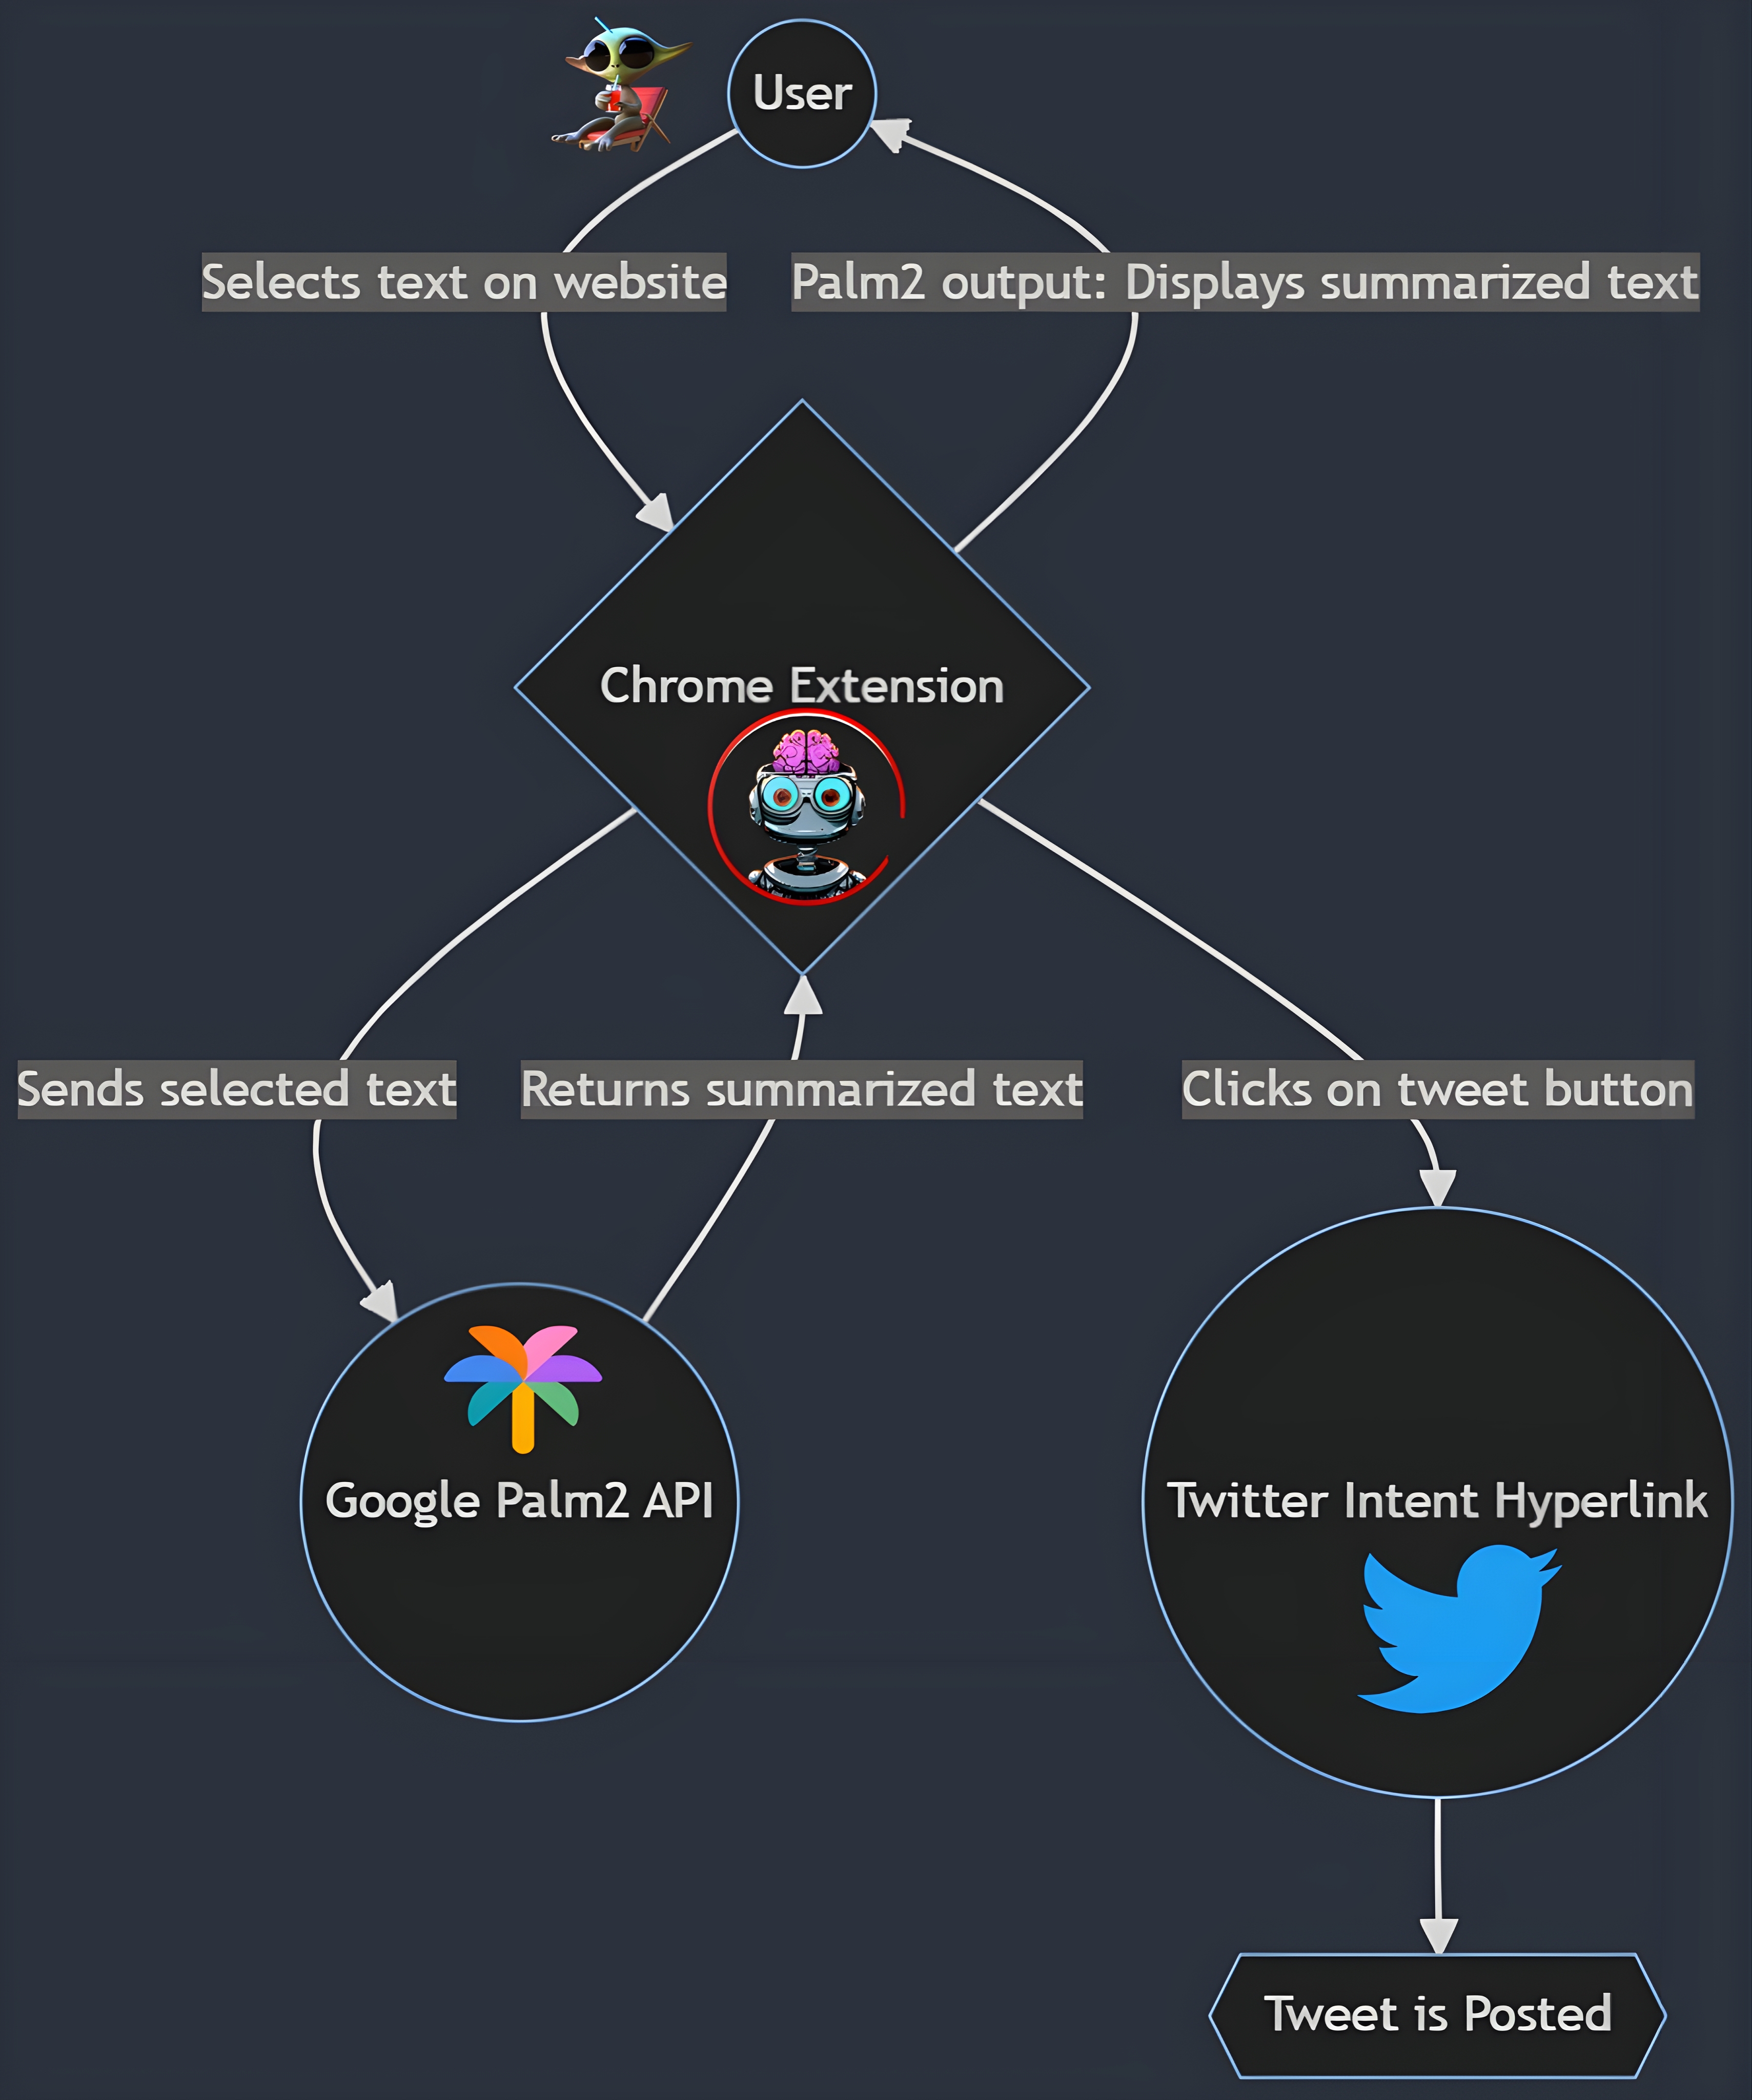 User
Selects text on website
Palm2 output: Displays summarized text
Chrome Extension
Sends selected text
Returns summarized text
Clicks on tweet button
Google Palm2 API
Twitter Intent Hyperlink
Tweet is Posted